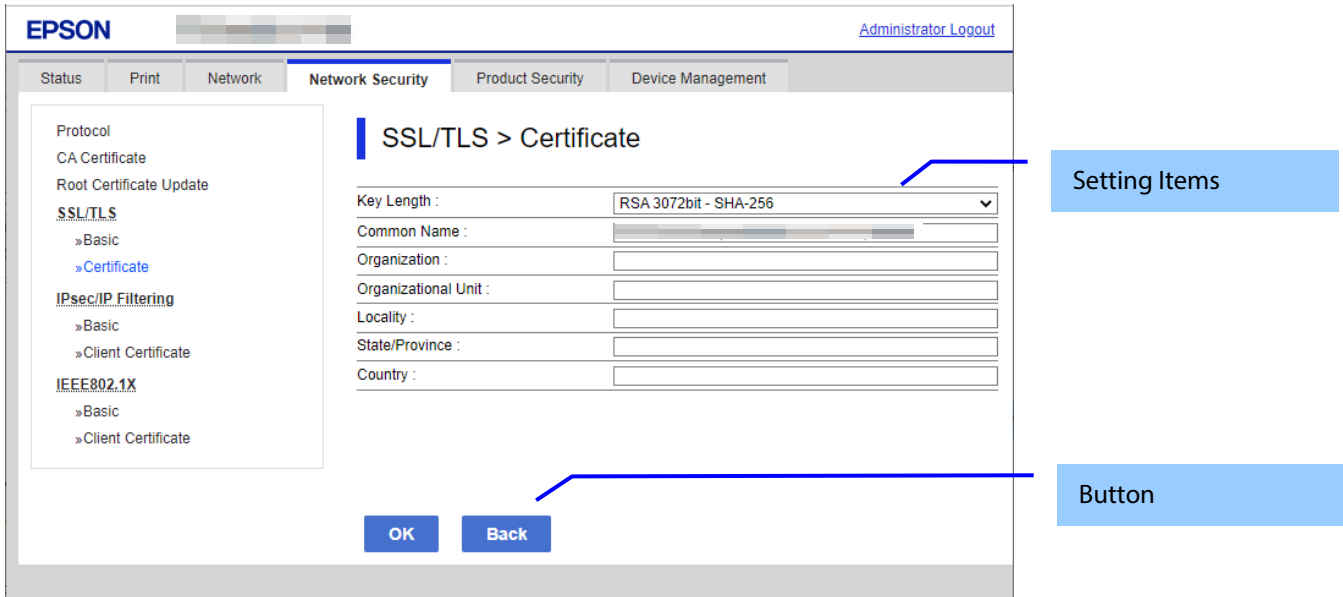 EPSON
Administrator Logout
Status Print Network Network Security Product Security Device Management
Protocol
CA Certificate
Root Certificate Update
SSL/TLS
»Basic
»Certificate
IPsec/IP Filtering
»Basic
»Client Certificate
IEEE802.1X
»Basic
»Client Certificate
SSL/TLS > Certificate
Key Length : RSA 3072bit - SHA-256
Common Name :
Organization :
Organizational Unit :
Locality :
State/Province :
Country :
OK Back
Setting Items
Button